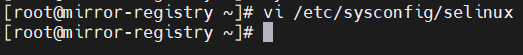 [root@mirror-registry ~]# vi /etc/sysconfig/selinux
[root@mirror-registry ~]#